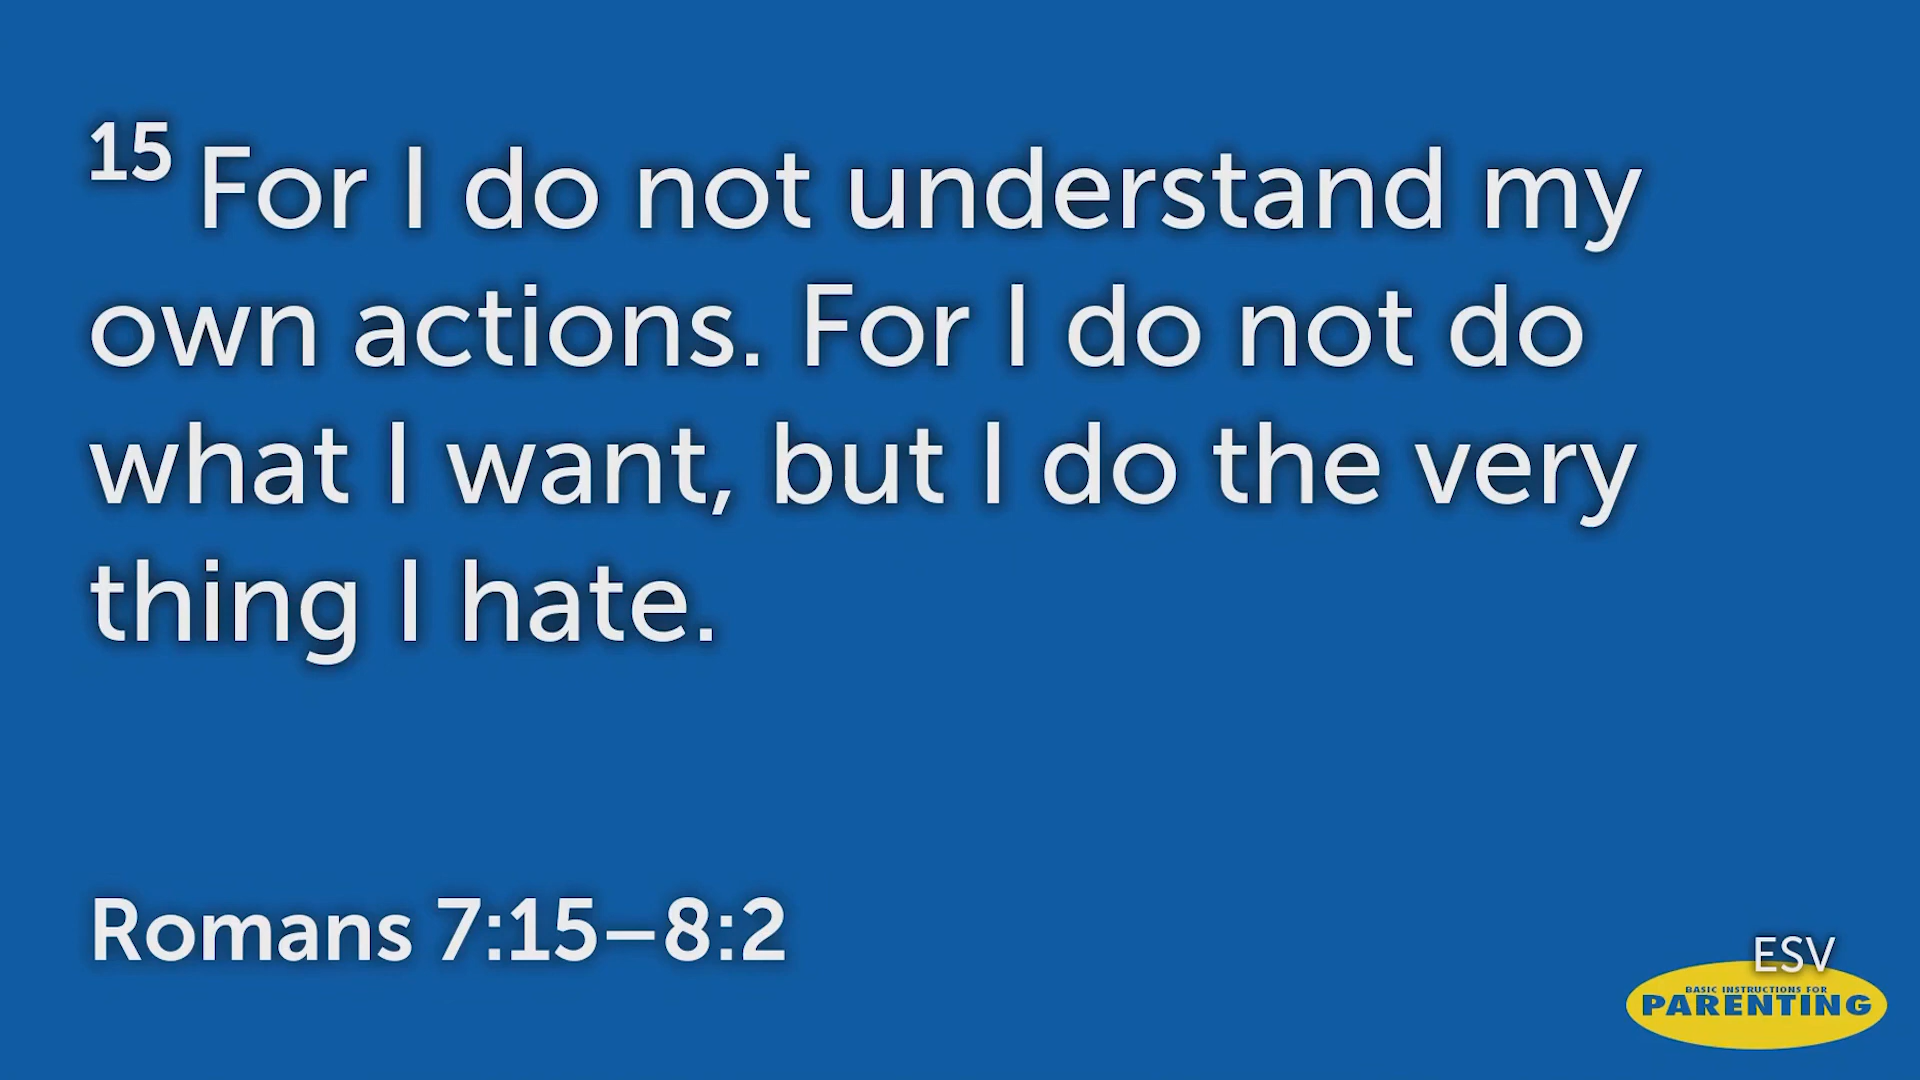 15 For I do not understand my
own actions. For I do not do
what I want, but I do the very
thing I hate.
Romans 7:15–8:2
ESV
BASIC INSTRUCTIONS FOR
PARENTING